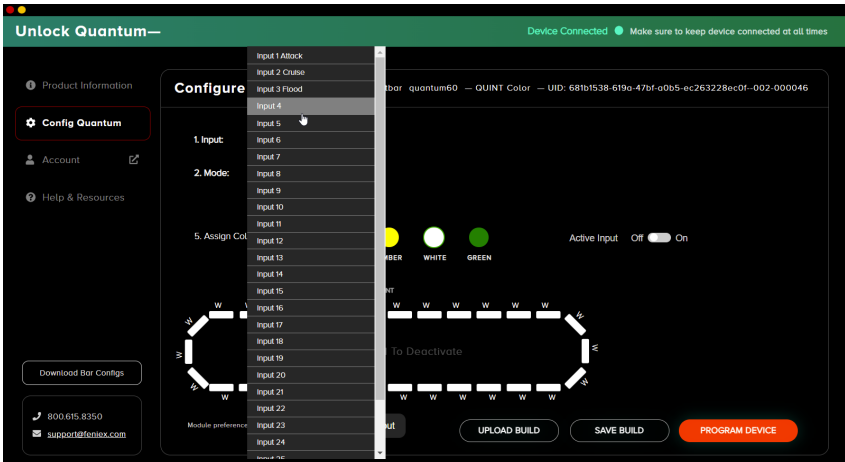 Unlock Quantum—
Device Connected Make sure to keep device connected at all times
Product Information
Config Quantum
Account
Help & Resources
Download Bar Configs
800.615.8350
support@feniex.com
Configure
tbar quantum60 — QUINT Color — UID: 681b1538-619a-47bf-a0b5-ec263228ec0f--002-000046
1. Input:
2. Mode:
5. Assign Col
Input 1 Attack
Input 2 Cruise
Input 3 Flood
Input 4
Input 5
Input 6
Input 7
Input 8
Input 9
Input 10
Input 11
Input 12
Input 13
Input 14
Input 15
Input 16
Input 17
Input 18
Input 19
Input 20
Input 21
Input 22
Input 23
Input 24
Input 25
MBER WHITE GREEN
Active Input Off On
NT
W W W W W W W W
W W
To Deactivate
W W
W W W W W W W
Module preference
out
UPLOAD BUILD
SAVE BUILD
PROGRAM DEVICE